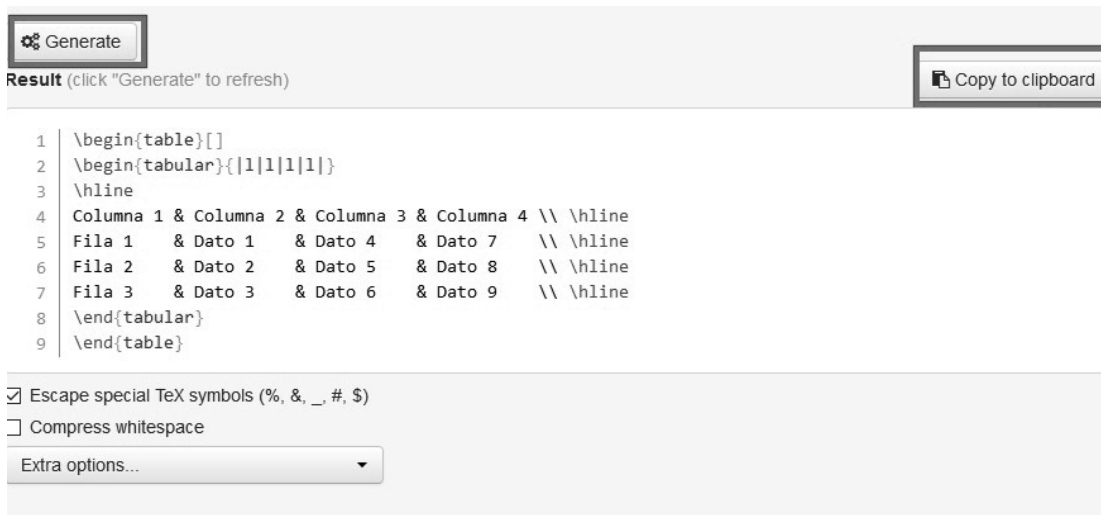 Generate
Result (click "Generate" to refresh)
Copy to clipboard
1 \begin{table}[]
2 \begin{tabular}{|l|l|l|l|}
3 \hline
4 Columna 1 & Columna 2 & Columna 3 & Columna 4 \\ \hline
5 Fila 1    & Dato 1    & Dato 4    & Dato 7    \\ \hline
6 Fila 2    & Dato 2    & Dato 5    & Dato 8    \\ \hline
7 Fila 3    & Dato 3    & Dato 6    & Dato 9    \\ \hline
8 \end{tabular}
9 \end{table}
Escape special TeX symbols (%, &, _, #, $)
Compress whitespace
Extra options...